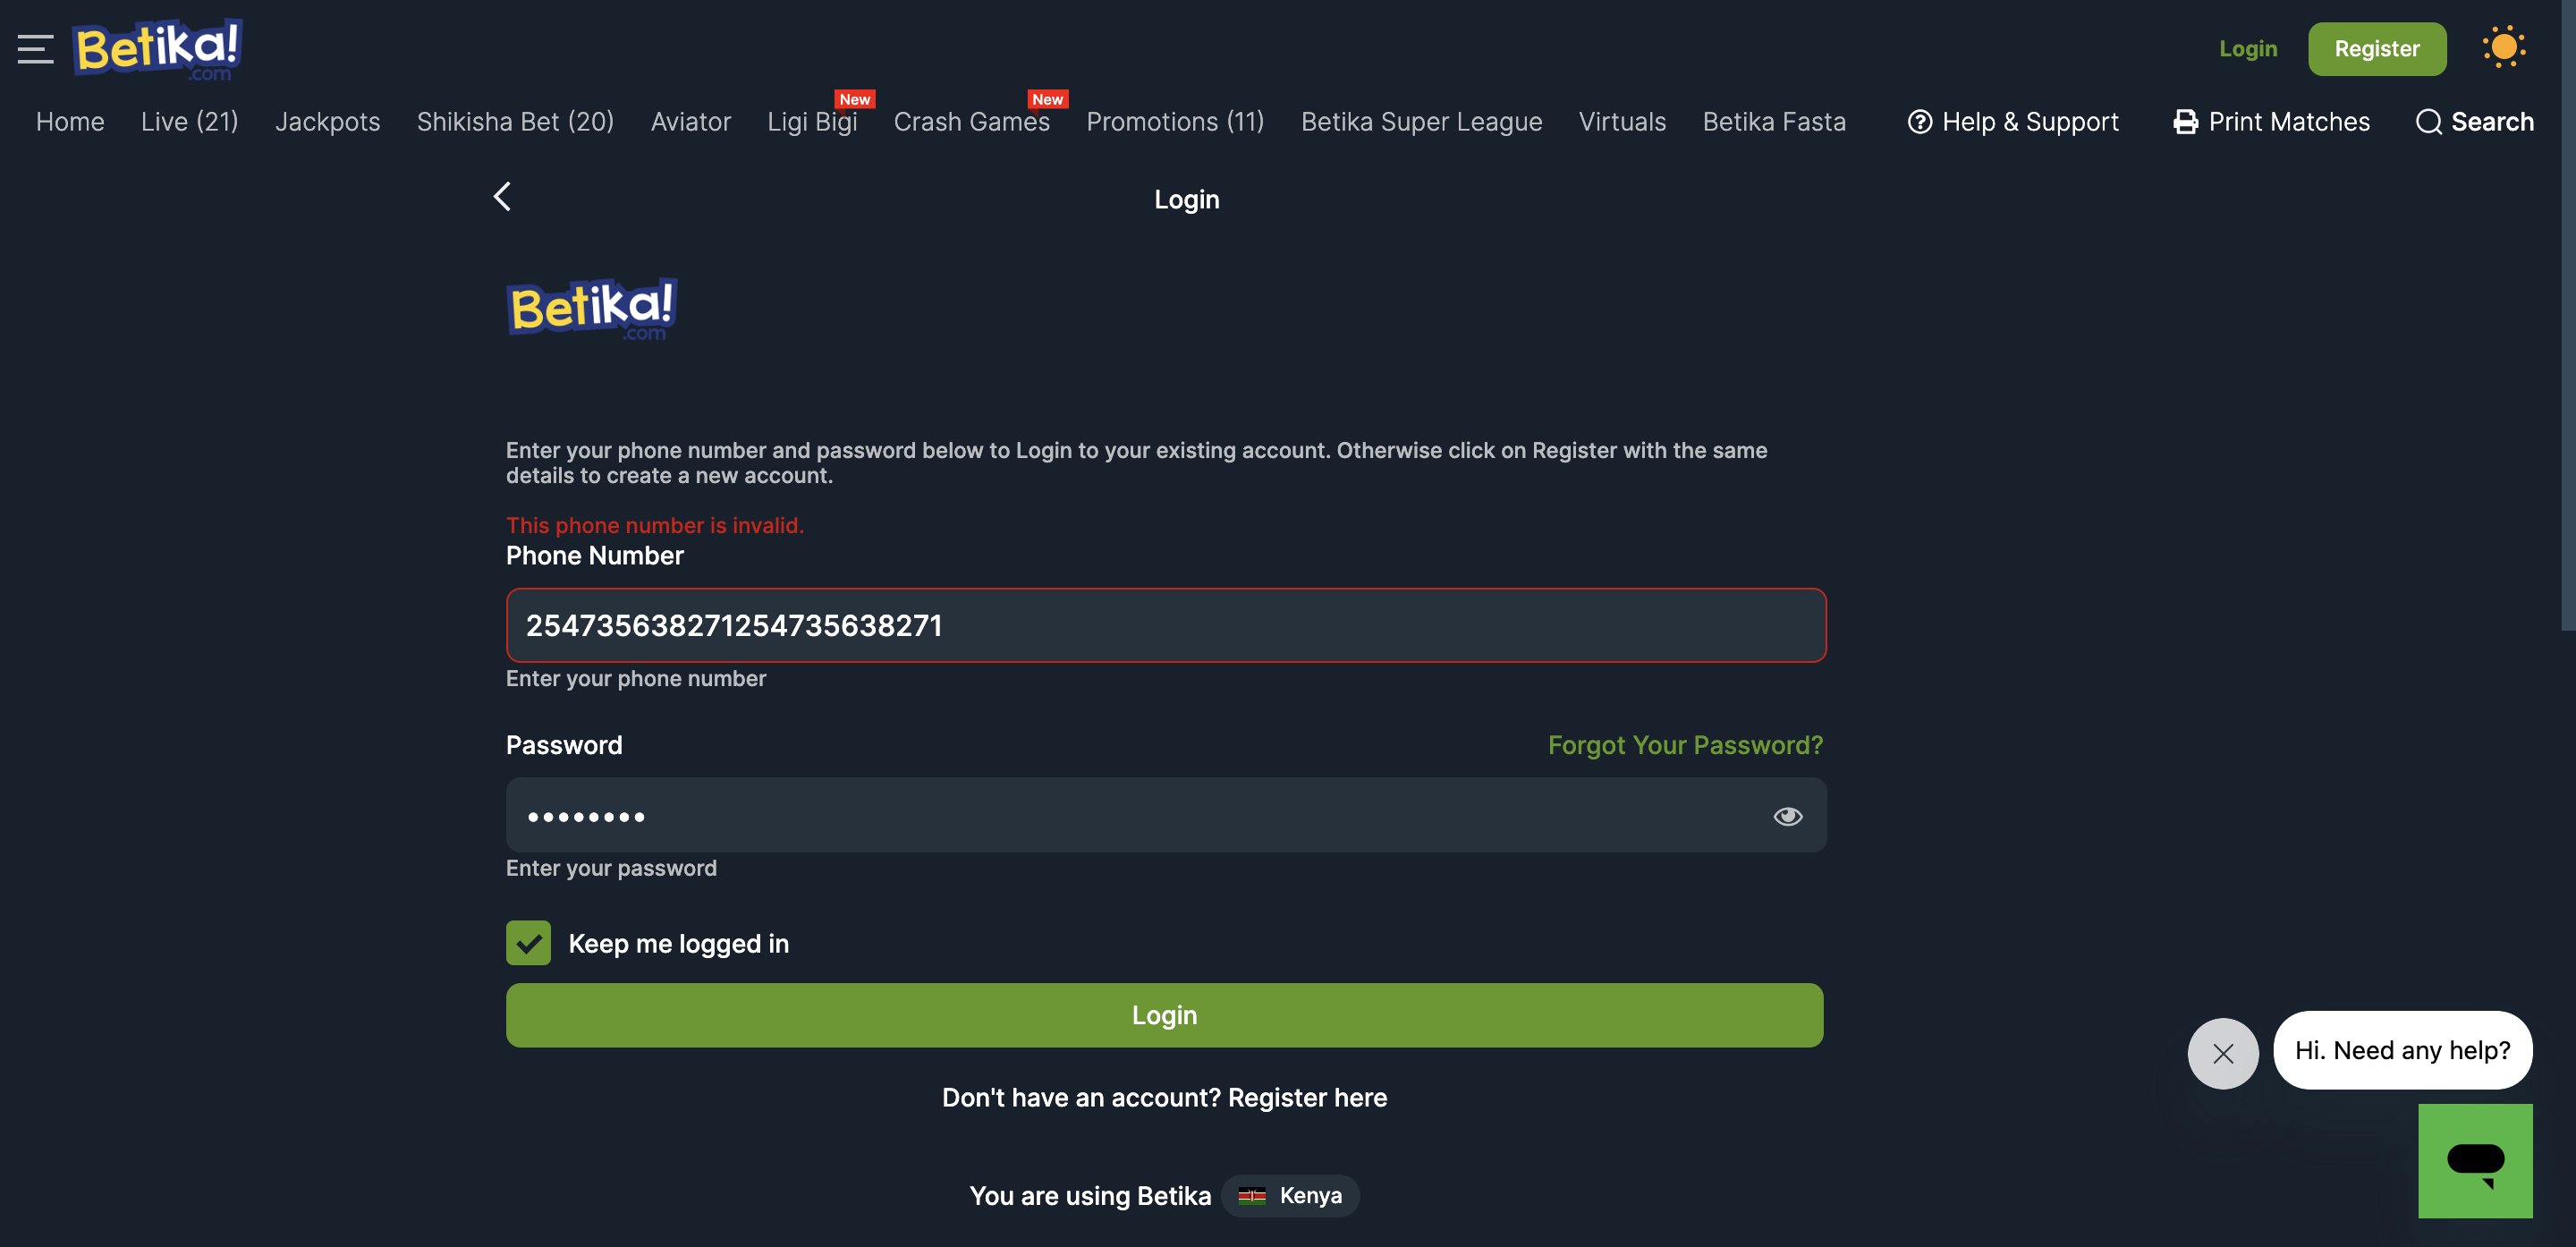 Betika!
.com
Login
Register
Home
Live (21)
Jackpots
Shikisha Bet (20)
Aviator
Ligi Bigi
New
Crash Games
New
Promotions (11)
Betika Super League
Virtuals
Betika Fasta
Help & Support
Print Matches
Search
Login
Betika!
.com
Enter your phone number and password below to Login to your existing account. Otherwise click on Register with the same
details to create a new account.
This phone number is invalid.
Phone Number
254735638271254735638271
Enter your phone number
Password
Forgot Your Password?
••••••••
Enter your password
Keep me logged in
Login
Hi. Need any help?
Don't have an account? Register here
You are using Betika
Kenya